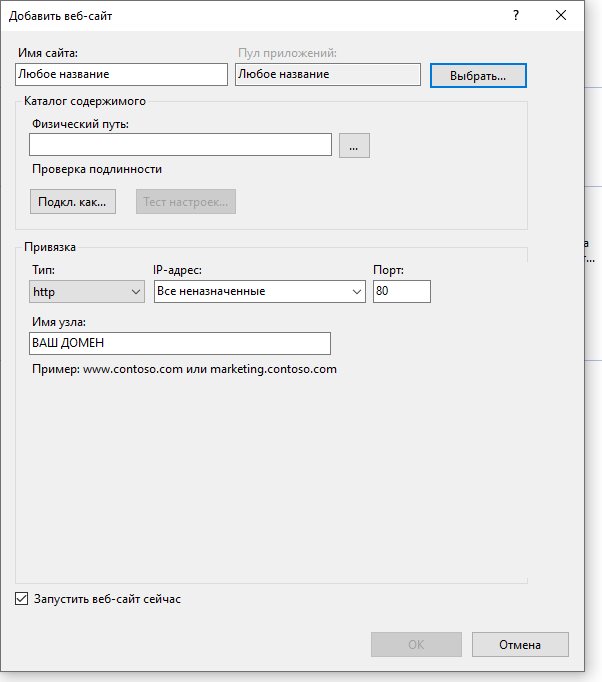 Добавить веб-сайт
?
Имя сайта:
Пул приложений:
Любое название
Любое название
Выбрать...
Каталог содержимого
Физический путь:
...
Проверка подлинности
Подкл. как...
Тест настроек...
Привязка
Тип:
IP-адрес:
Порт:
http
Все неназначенные
80
Имя узла:
ВАШ ДОМЕН
Пример: www.contoso.com или marketing.contoso.com
Запустить веб-сайт сейчас
ОК
Отмена